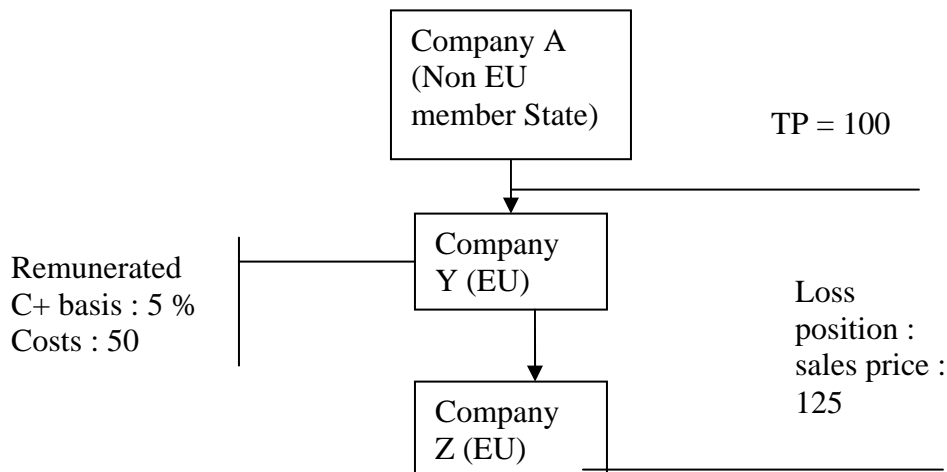 Company A
(Non EU
member State)
TP = 100
Company
Y (EU)
Remunerated
C+ basis : 5 %
Costs : 50
Loss
position :
sales price :
125
Company
Z (EU)